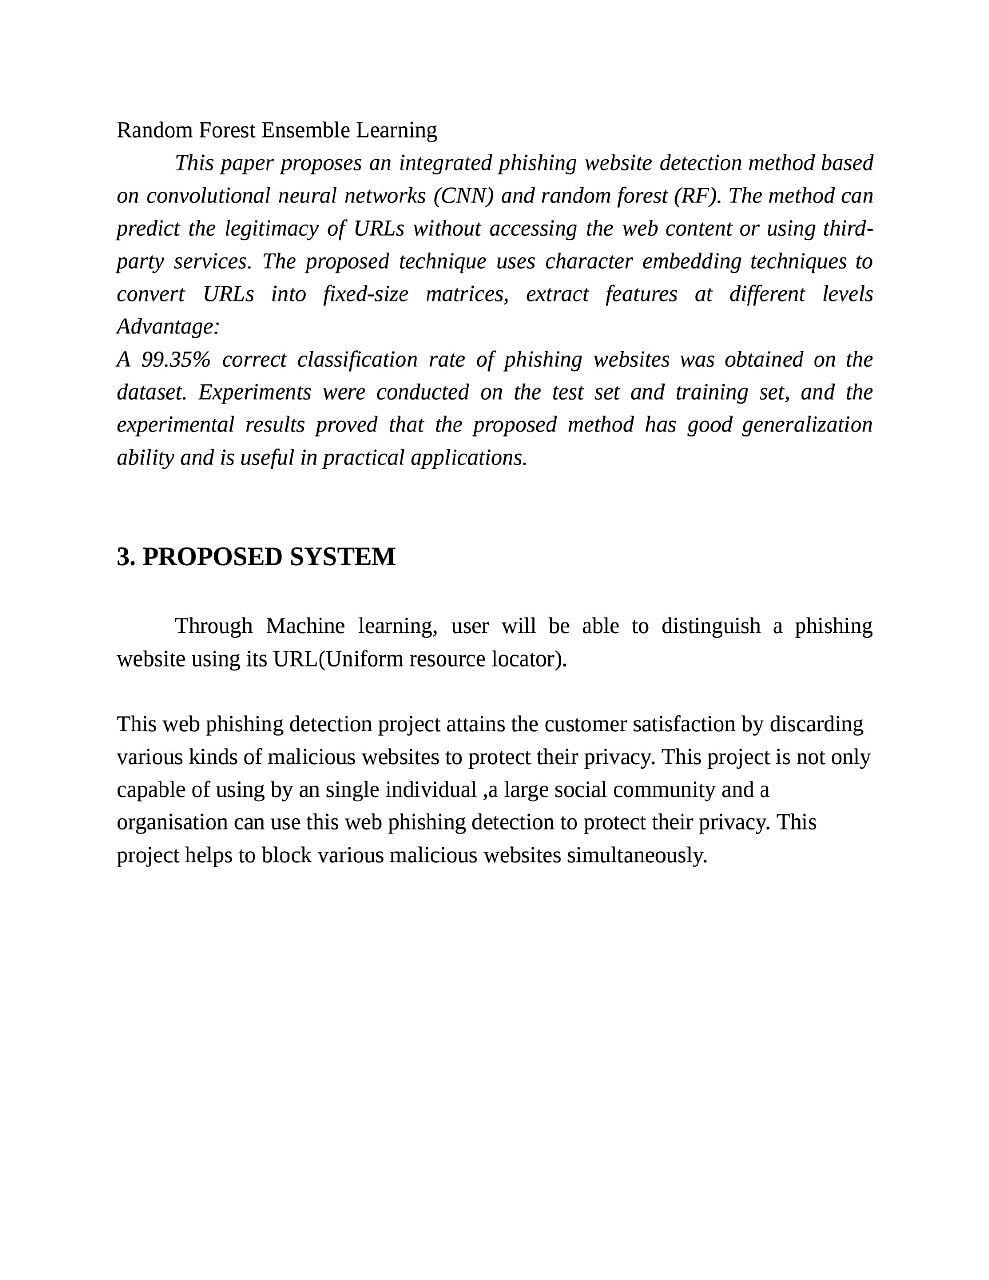 Random Forest Ensemble Learning
This paper proposes an integrated phishing website detection method based
on convolutional neural networks (CNN) and random forest (RF). The method can
predict the legitimacy of URLs without accessing the web content or using third-
party services. The proposed technique uses character embedding techniques to
convert URLs into fixed-size matrices, extract features at different levels
Advantage:
A 99.35% correct classification rate of phishing websites was obtained on the
dataset. Experiments were conducted on the test set and training set, and the
experimental results proved that the proposed method has good generalization
ability and is useful in practical applications.
3. PROPOSED SYSTEM
Through Machine learning, user will be able to distinguish a phishing
website using its URL(Uniform resource locator).
This web phishing detection project attains the customer satisfaction by discarding
various kinds of malicious websites to protect their privacy. This project is not only
capable of using by an single individual ,a large social community and a
organisation can use this web phishing detection to protect their privacy. This
project helps to block various malicious websites simultaneously.